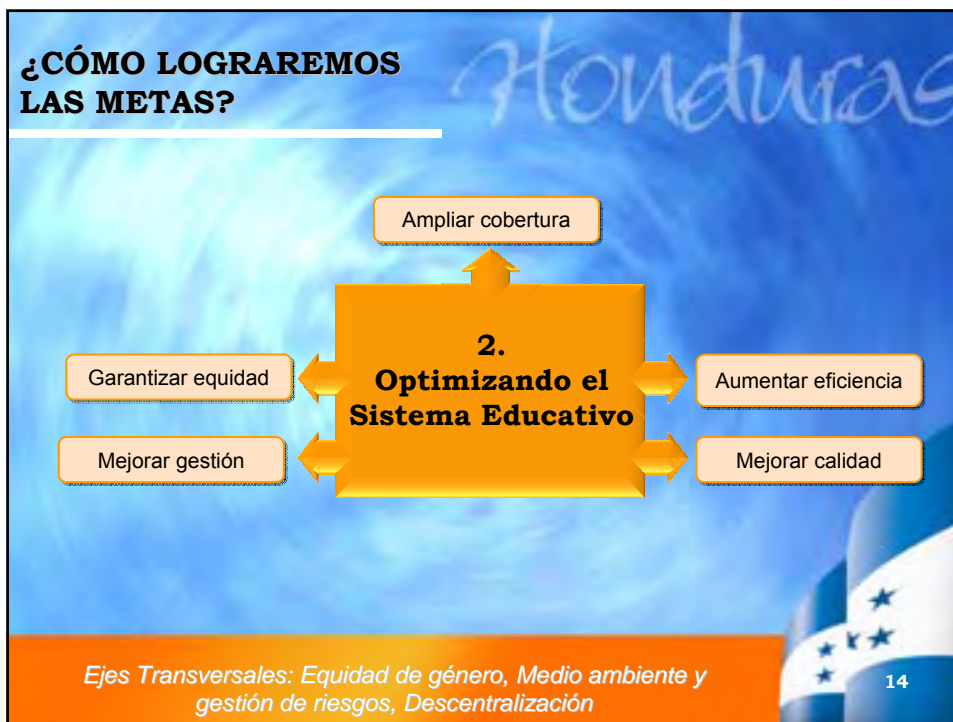 ¿CÓMO LOGRAREMOS
LAS METAS?
Honduras
Ampliar cobertura
2.
Optimizando el
Sistema Educativo
Garantizar equidad
Aumentar eficiencia
Mejorar gestión
Mejorar calidad
Ejes Transversales: Equidad de género, Medio ambiente y
gestión de riesgos, Descentralización
14